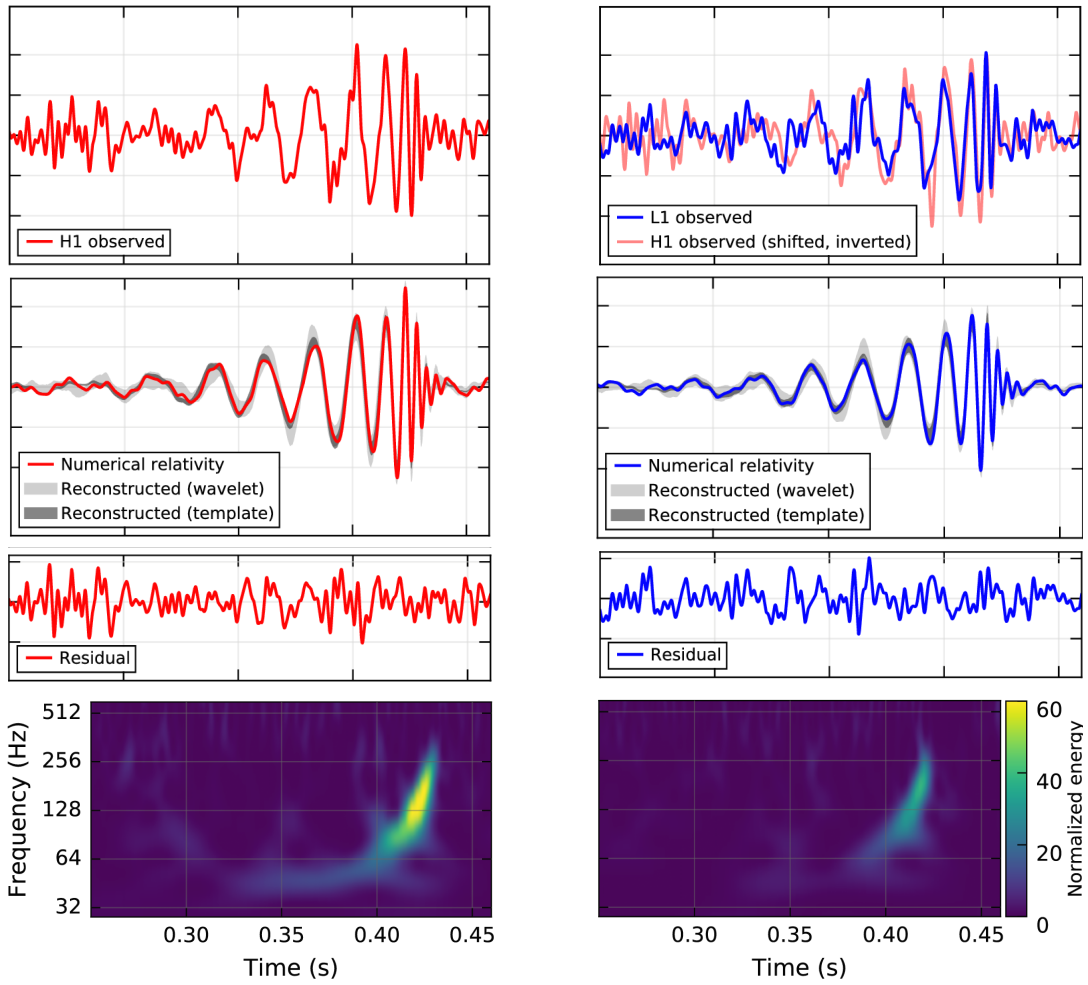 H1 observed
L1 observed
H1 observed (shifted, inverted)
Numerical relativity
Reconstructed (wavelet)
Reconstructed (template)
Numerical relativity
Reconstructed (wavelet)
Reconstructed (template)
Residual
Residual
Frequency (Hz)
512
256
128
64
32
0.30 0.35 0.40 0.45
Time (s)
0.30 0.35 0.40 0.45
Time (s)
60
40
20
0
Normalized energy